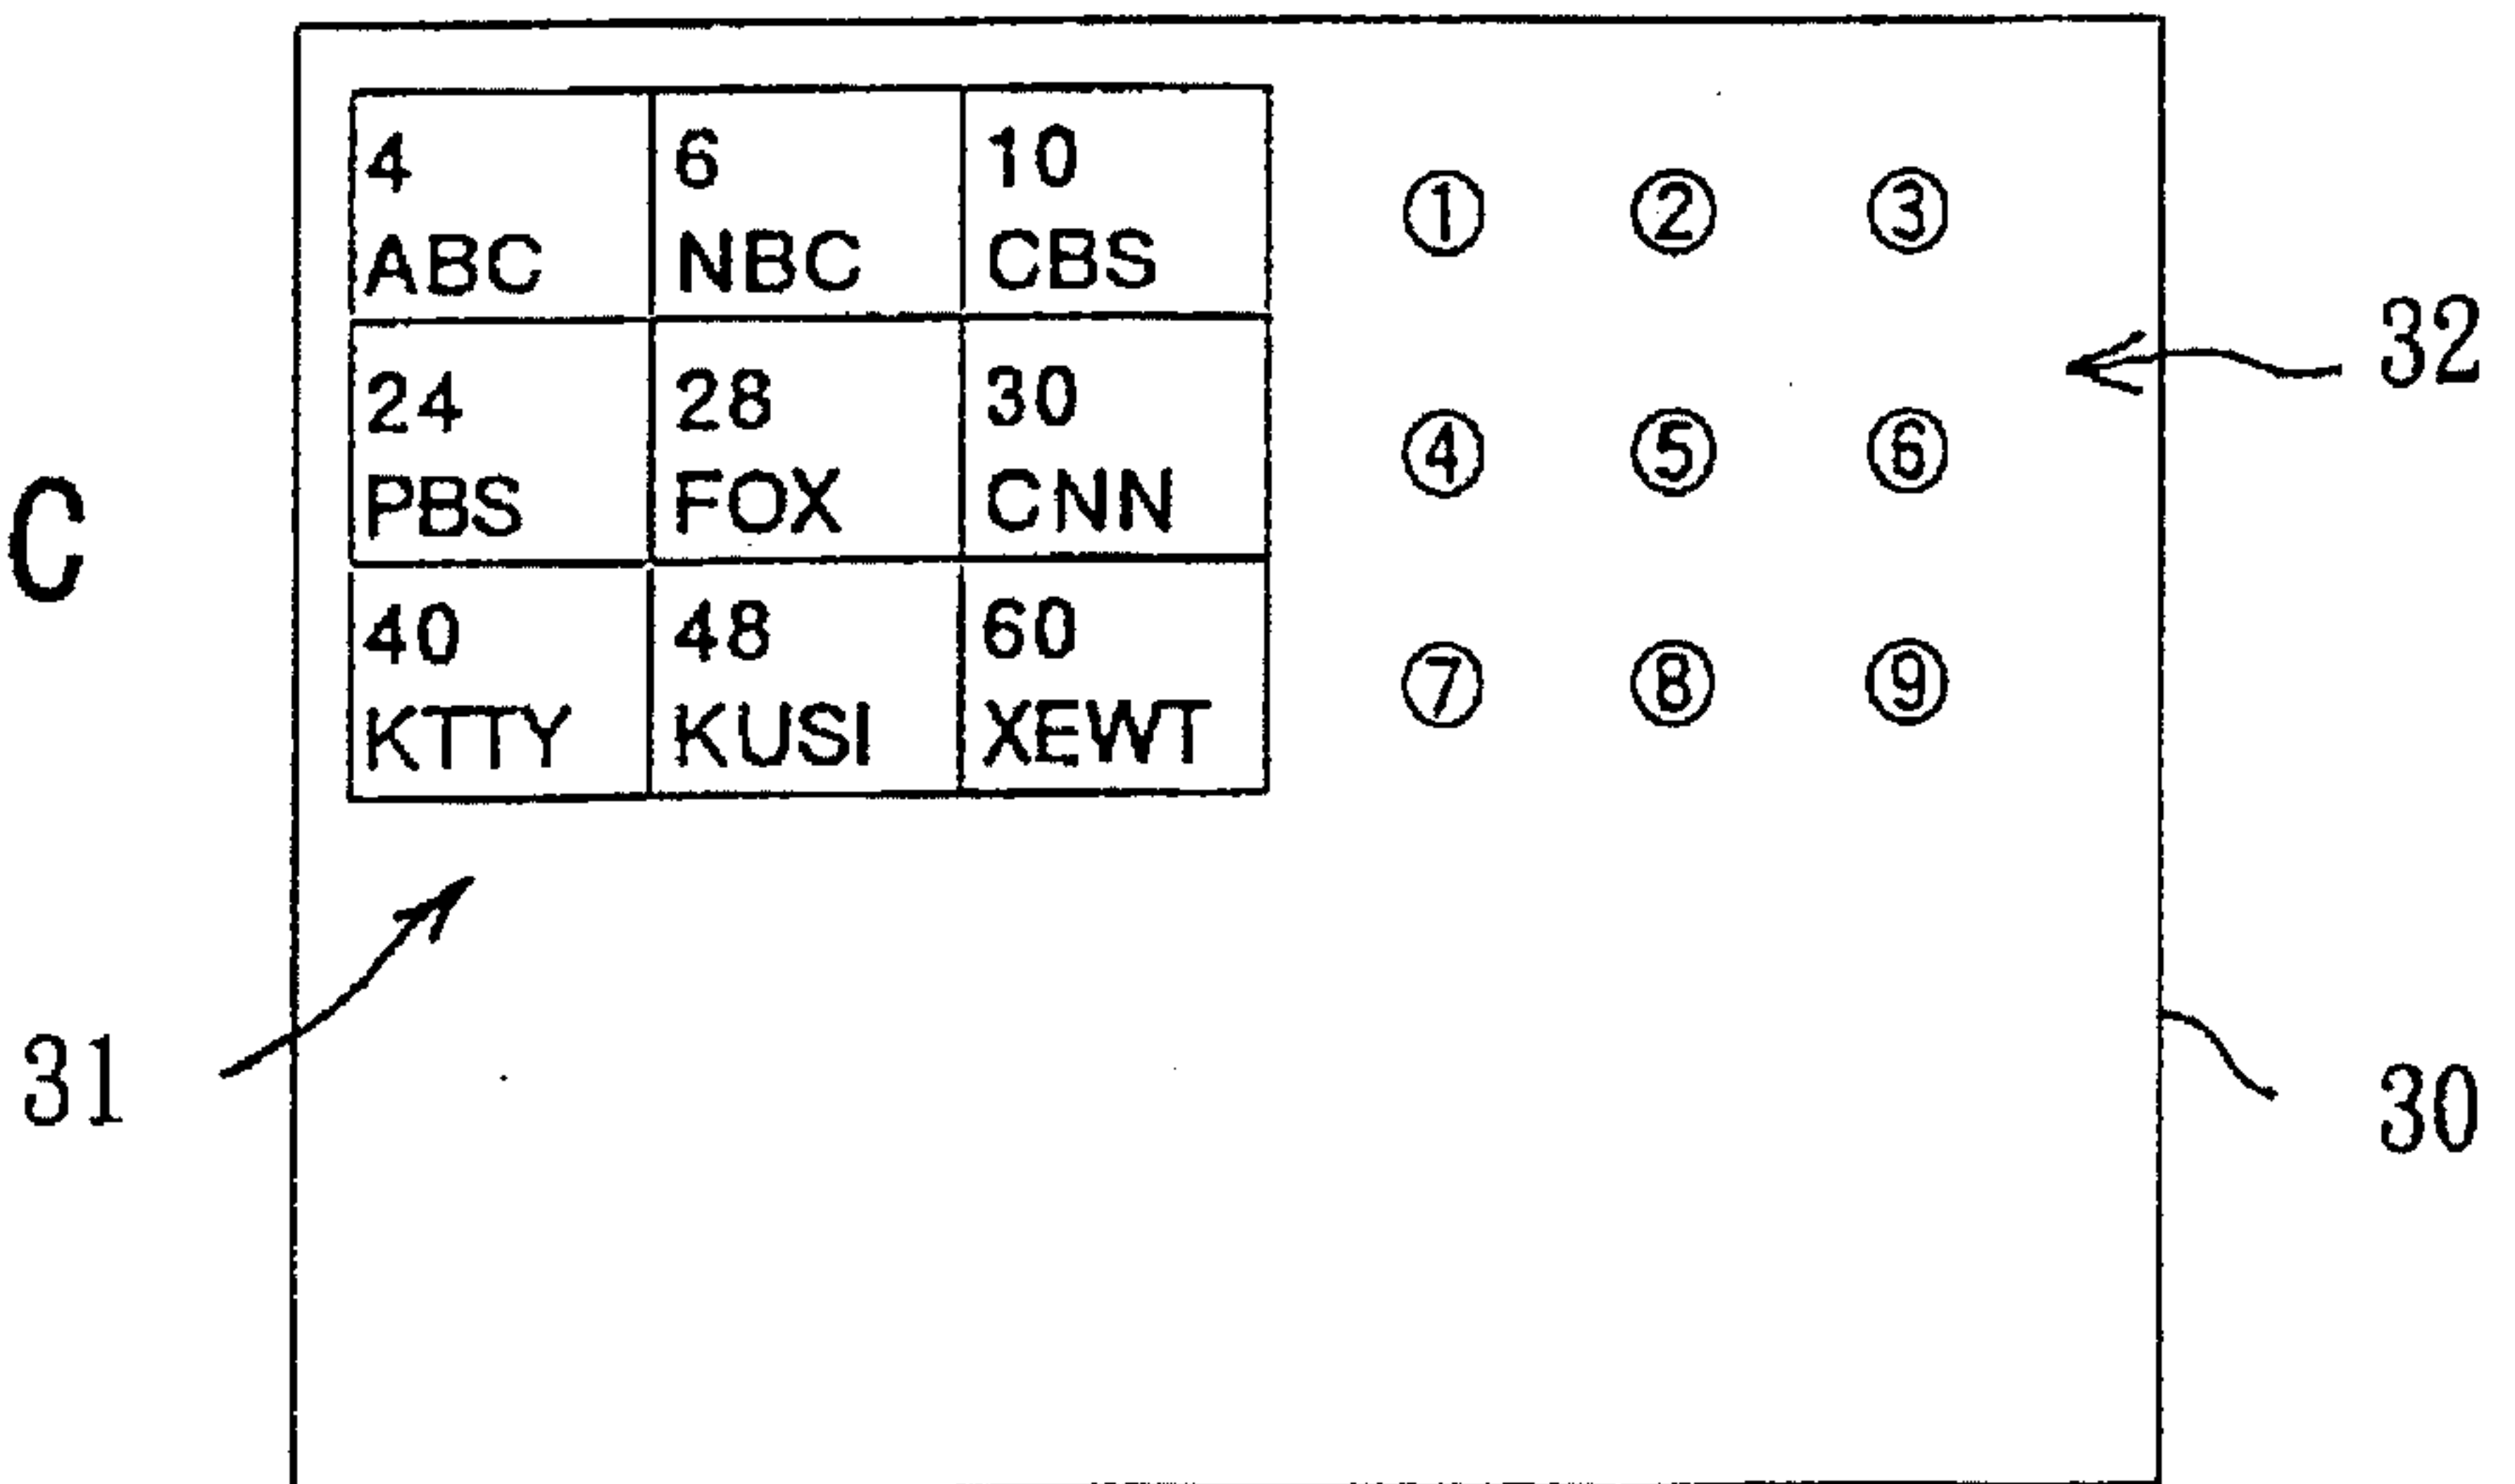 4 6 10 ① ② ③
ABC NBC CBS
32
24 28 30 ④ ⑤ ⑥
PBS FOX CNN
C
40 48 60 ⑦ ⑧ ⑨
KTTY KUSI XEWT
31
30